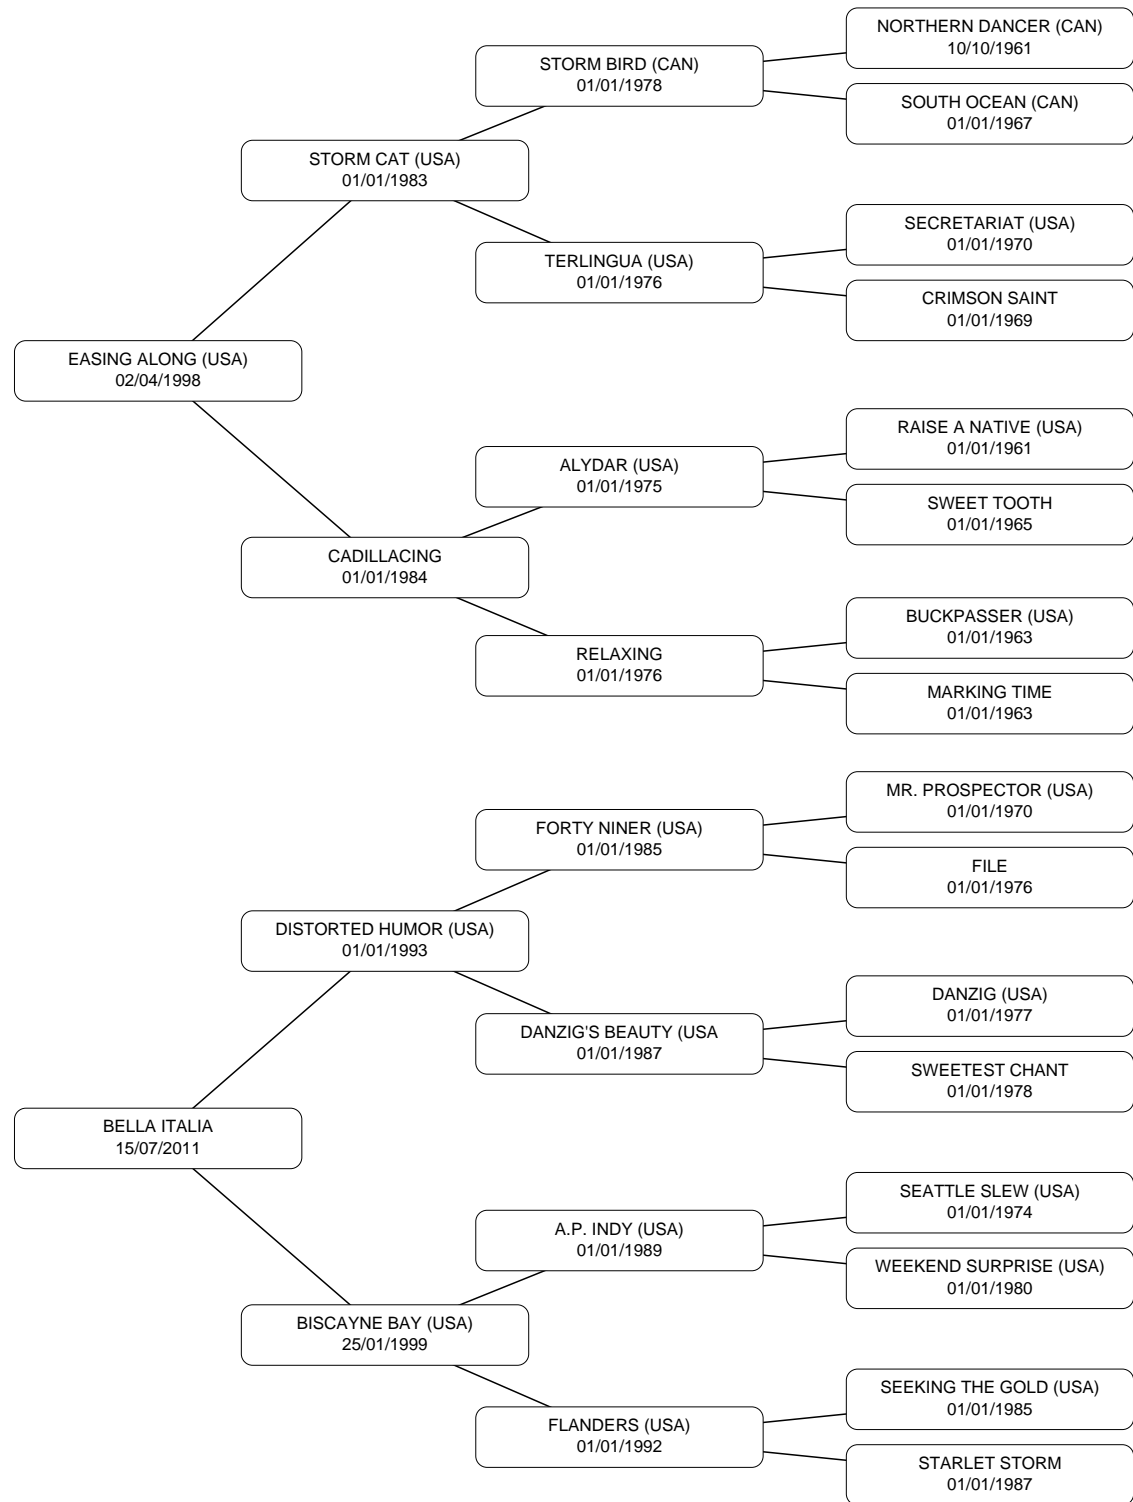 NORTHERN DANCER (CAN)
10/10/1961
STORM BIRD (CAN)
01/01/1978
SOUTH OCEAN (CAN)
01/01/1967
STORM CAT (USA)
01/01/1983
SECRETARIAT (USA)
01/01/1970
TERLINGUA (USA)
01/01/1976
CRIMSON SAINT
01/01/1969
EASING ALONG (USA)
02/04/1998
RAISE A NATIVE (USA)
01/01/1961
ALYDAR (USA)
01/01/1975
SWEET TOOTH
01/01/1965
CADILLACING
01/01/1984
BUCKPASSER (USA)
01/01/1963
RELAXING
01/01/1976
MARKING TIME
01/01/1963
MR. PROSPECTOR (USA)
01/01/1970
FORTY NINER (USA)
01/01/1985
FILE
01/01/1976
DISTORTED HUMOR (USA)
01/01/1993
DANZIG (USA)
01/01/1977
DANZIG'S BEAUTY (USA
01/01/1987
SWEETEST CHANT
01/01/1978
BELLA ITALIA
15/07/2011
SEATTLE SLEW (USA)
01/01/1974
A.P. INDY (USA)
01/01/1989
WEEKEND SURPRISE (USA)
01/01/1980
BISCAYNE BAY (USA)
25/01/1999
SEEKING THE GOLD (USA)
01/01/1985
FLANDERS (USA)
01/01/1992
STARLET STORM
01/01/1987